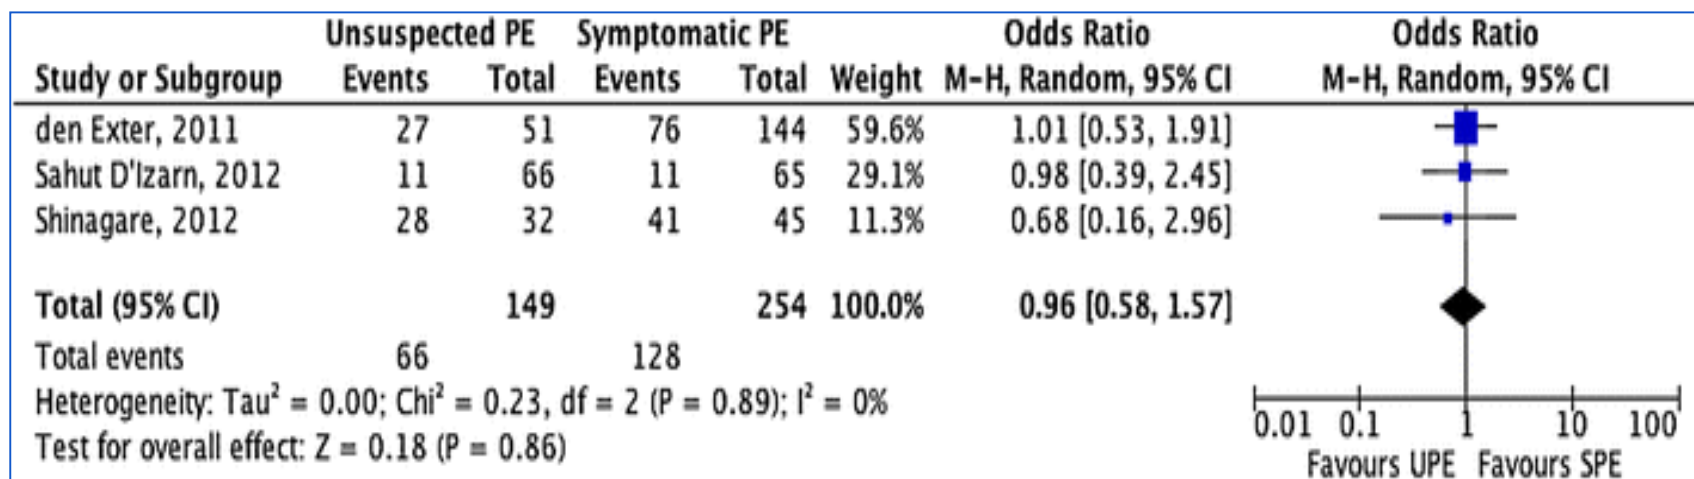 Unsuspected PE Symptomatic PE Odds Ratio Odds Ratio
Study or Subgroup Events Total Events Total Weight M-H, Random, 95% CI M-H, Random, 95% CI
den Exter, 2011 27 51 76 144 59.6% 1.01 [0.53, 1.91]
Sahut D'Izarn, 2012 11 66 11 65 29.1% 0.98 [0.39, 2.45]
Shinagare, 2012 28 32 41 45 11.3% 0.68 [0.16, 2.96]
Total (95% CI) 149 254 100.0% 0.96 [0.58, 1.57]
Total events 66 128
Heterogeneity: Tau² = 0.00; Chi² = 0.23, df = 2 (P = 0.89); I² = 0%
Test for overall effect: Z = 0.18 (P = 0.86)
0.01 0.1 1 10 100
Favours UPE Favours SPE